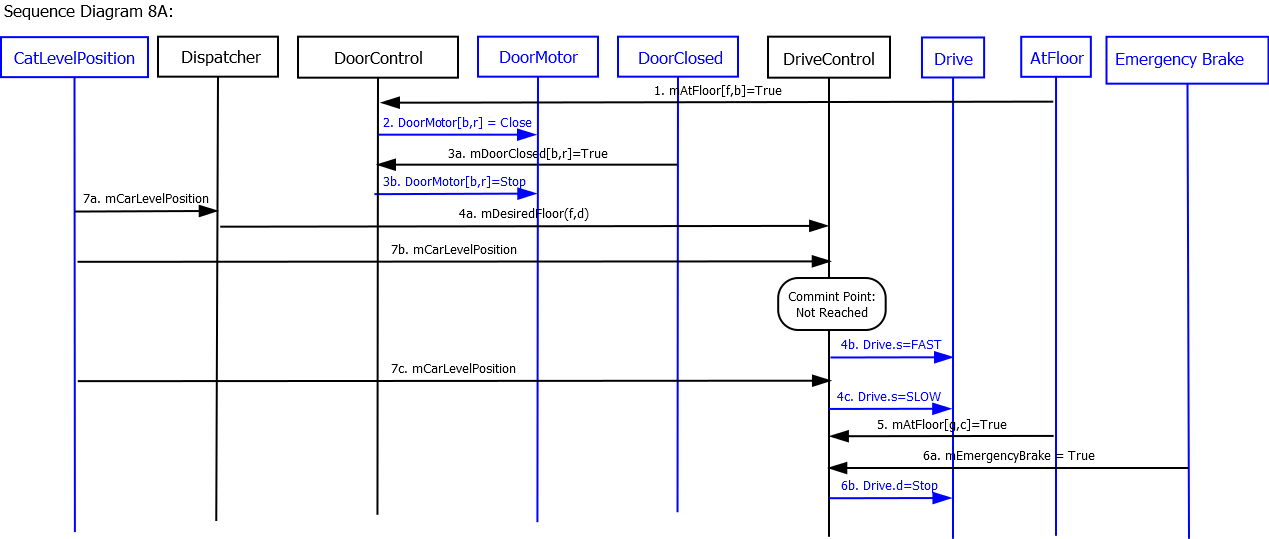 Sequence Diagram 8A:
CatLevelPosition
Dispatcher
DoorControl
DoorMotor
DoorClosed
DriveControl
Drive
AtFloor
Emergency Brake
1. mAtFloor[f,b]=True
2. DoorMotor[b,r] = Close
3a. mDoorClosed[b,r]=True
3b. DoorMotor[b,r]=Stop
7a. mCarLevelPosition
4a. mDesiredFloor(f,d)
7b. mCarLevelPosition
Commint Point:
Not Reached
4b. Drive.s=FAST
7c. mCarLevelPosition
4c. Drive.s=SLOW
5. mAtFloor[g,c]=True
6a. mEmergencyBrake = True
6b. Drive.d=Stop